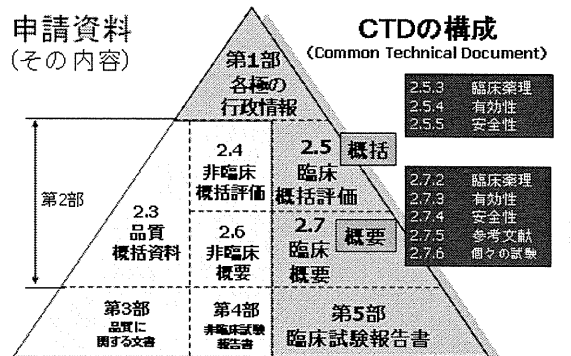 申請資料
(その内容)
CTDの構成
(Common Technical Document)
第1部
各極の
行政情報
2.5.3 臨床薬理
2.5.4 有効性
2.5.5 安全性
第2部
2.3
品質
概括資料
2.4
非臨床
概括評価
2.5
臨床
概括評価
概括
2.6
非臨床
概要
2.7
臨床
概要
概要
2.7.2 臨床薬理
2.7.3 有効性
2.7.4 安全性
2.7.5 参考文献
2.7.6 個々の試験
第3部
品質に
関する文書
第4部
非臨床試験
報告書
第5部
臨床試験報告書